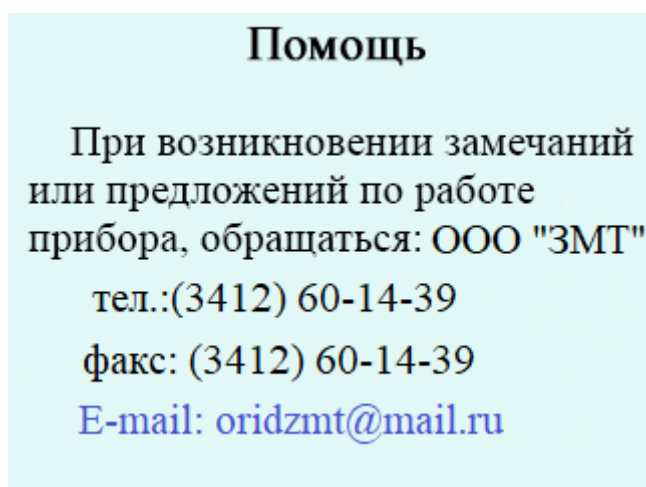 Помощь
При возникновении замечаний
или предложений по работе
прибора, обращаться: ООО "ЗМТ"
тел.:(3412) 60-14-39
факс: (3412) 60-14-39
E-mail: oridzmt@mail.ru